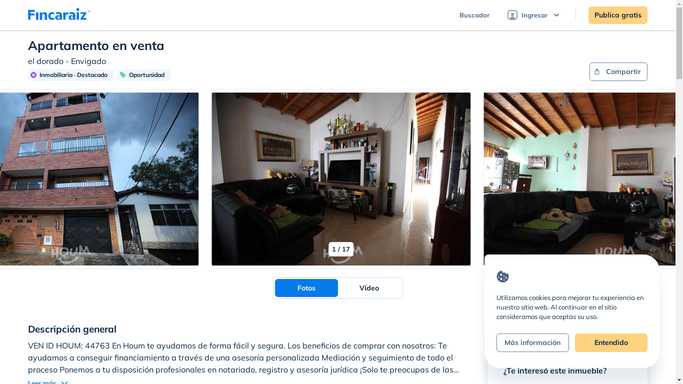 Fincaraiz
Buscador
Ingresar
Publica gratis
Apartamento en venta
el dorado - Envigado
Inmobiliaria - Destacado
Oportunidad
Compartir
HOUM
HOUM
HOUM
1 / 17
Fotos
Video
Utilizamos cookies para mejorar tu experiencia en
nuestro sitio web. Al continuar en el sitio
consideramos que aceptas su uso.
Más información
Entendido
Descripción general
VEN ID HOUM: 44763 En Houm te ayudamos de forma fácil y segura. Los beneficios de comprar con nosotros: Te
ayudamos a conseguir financiamiento a través de una asesoría personalizada Mediación y seguimiento de todo el
proceso Ponemos a tu disposición profesionales en notariado, registro y asesoría jurídica ¡Solo te preocupas de las...
Leer más
¿Te interesó este inmueble?